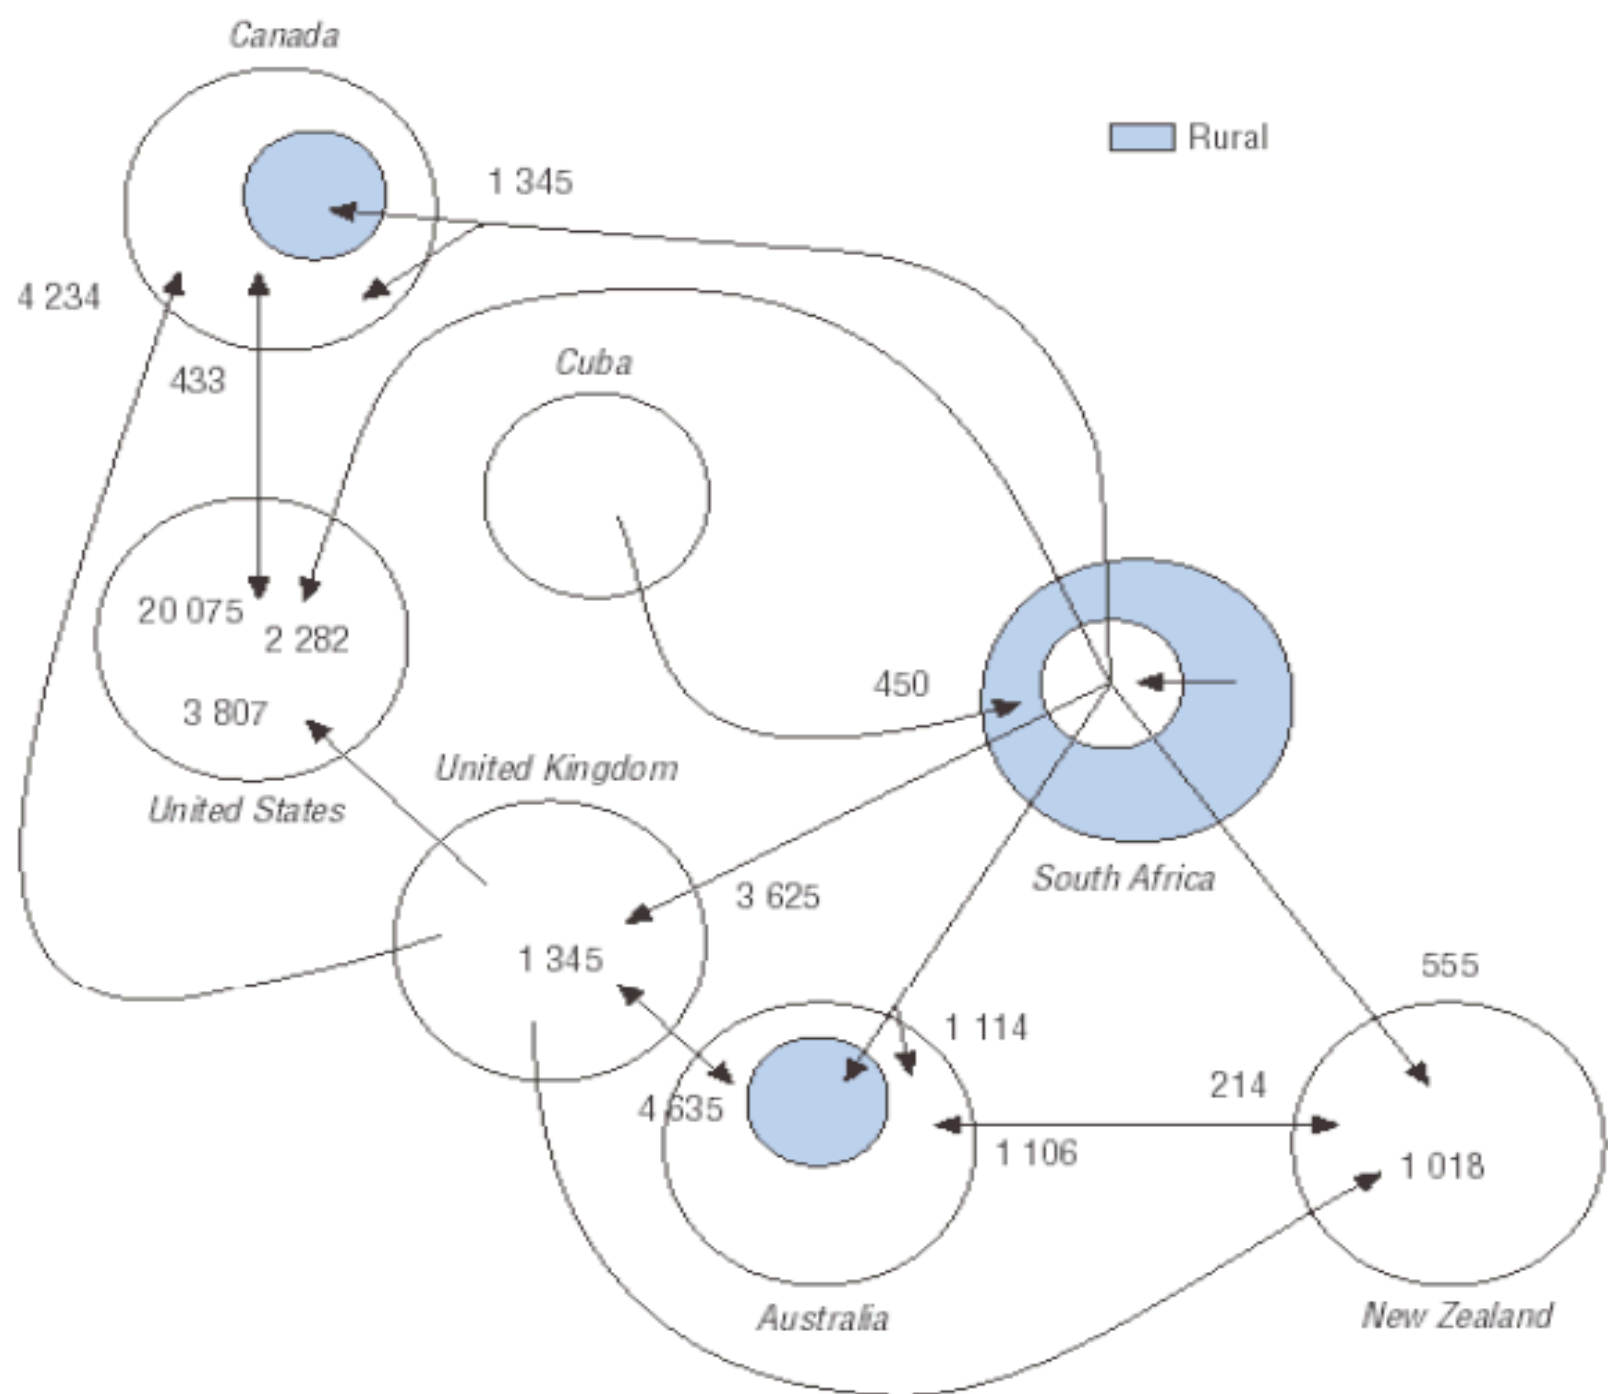 Canada
Rural
1 345
4 234
433
Cuba
20 075
2 282
450
3 807
United Kingdom
United States
South Africa
3 625
1 345
555
1 114
214
4 635
1 106
1 018
Australia
New Zealand